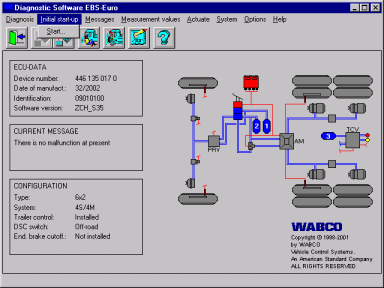 Diagnostic Software EBS-Euro
Diagnosis Initial start-up Messages Measurement values Actuate System Options Help
Start...
ECU-DATA
Device number: 446 135 017 0
Date of manufact.: 32/2002
Identification: 09010100
Software version: ZCH_S35
CURRENT MESSAGE
There is no malfunction at present
CONFIGURATION
Type: 6x2
System: 4S/4M
Trailer control: Installed
DSC switch: Off-road
End. brake cutoff.: Not installed
2
3
TCV
AM
WABCO
Copyright © 1998-2001
by WABCO
Vehicle Control Systems.
An American Standard Company
ALL RIGHTS RESERVED